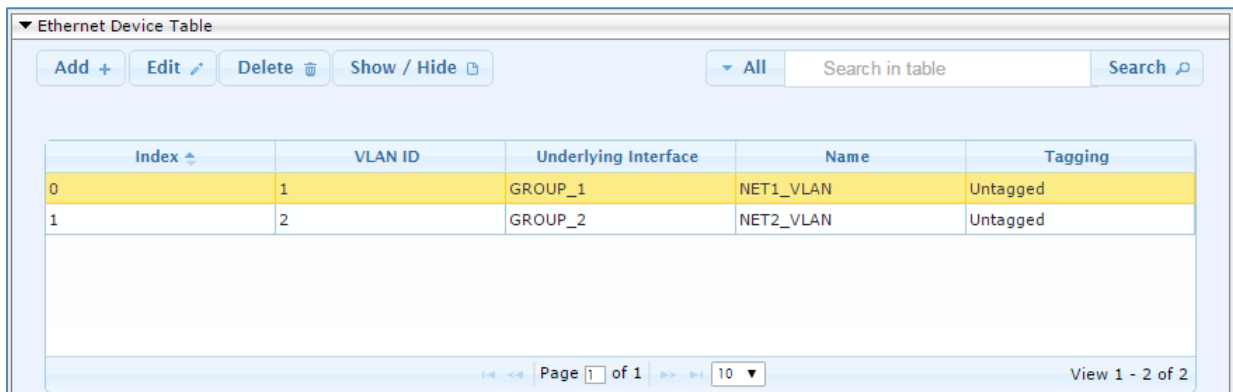 Ethernet Device Table
Add + Edit Delete Show / Hide All Search in table Search
Index VLAN ID Underlying Interface Name Tagging
0 1 GROUP_1 NET1_VLAN Untagged
1 2 GROUP_2 NET2_VLAN Untagged
Page 1 of 1 10 View 1 - 2 of 2